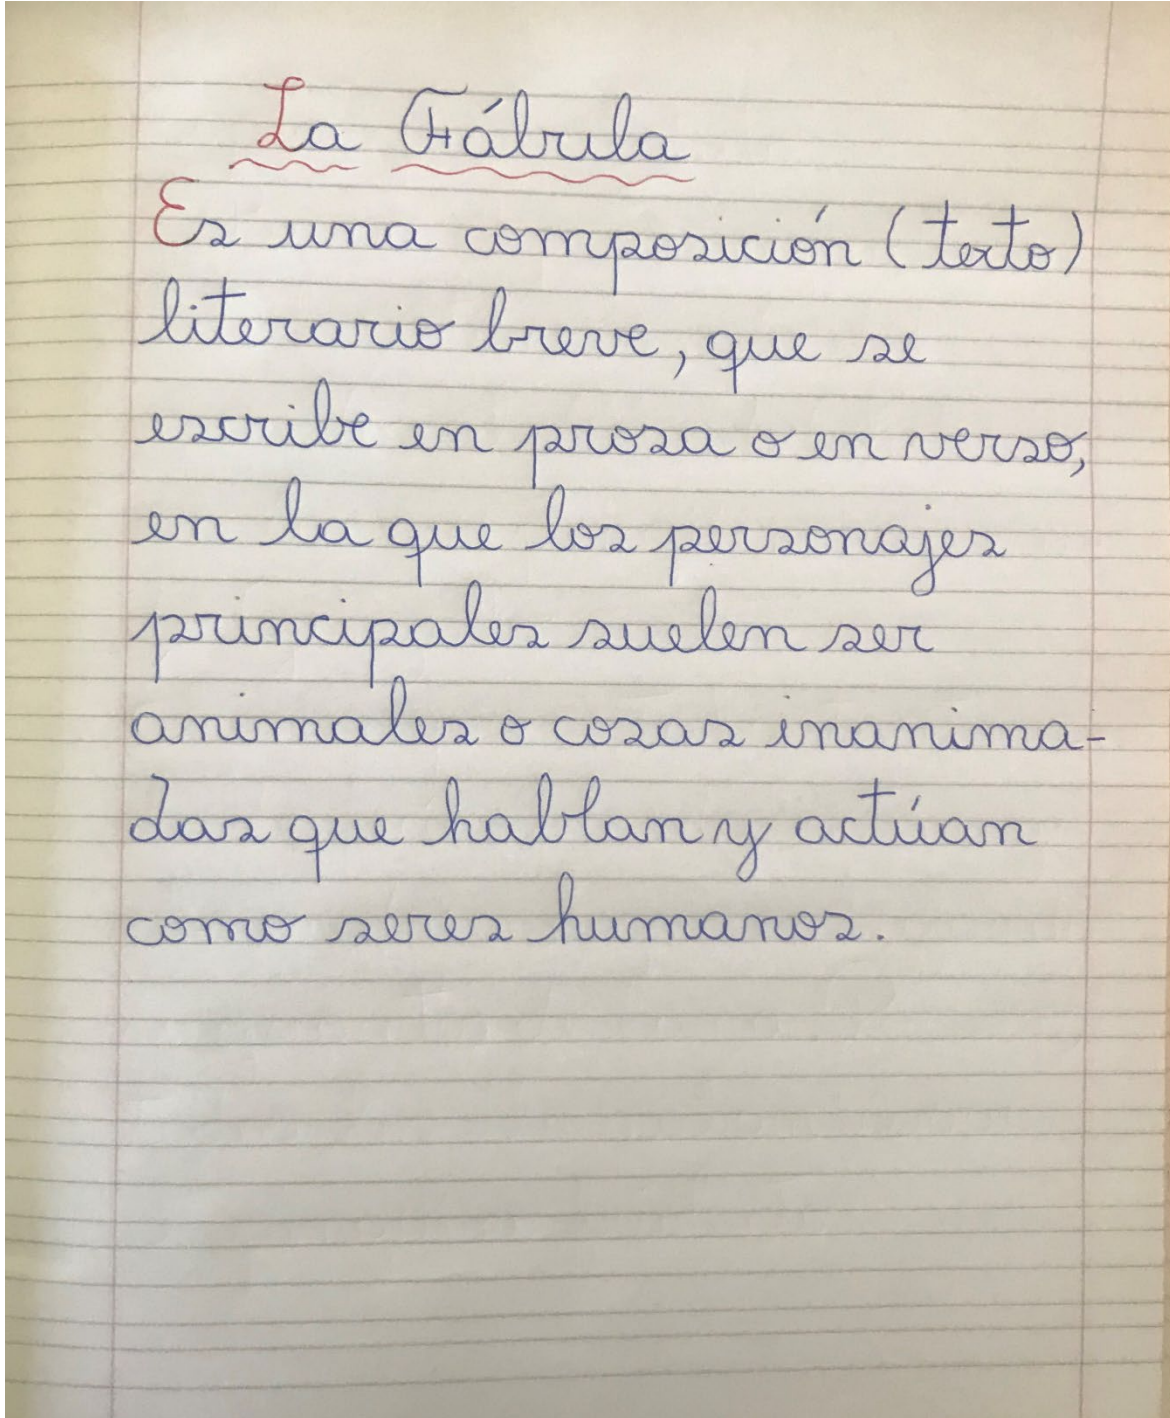 La Fábula
Es una composición (texto)
literario breve, que se
escribe en prosa o en verso,
en la que los personajes
principales suelen ser
animales o cosas inanima-
das que hablan y actúan
como seres humanos.